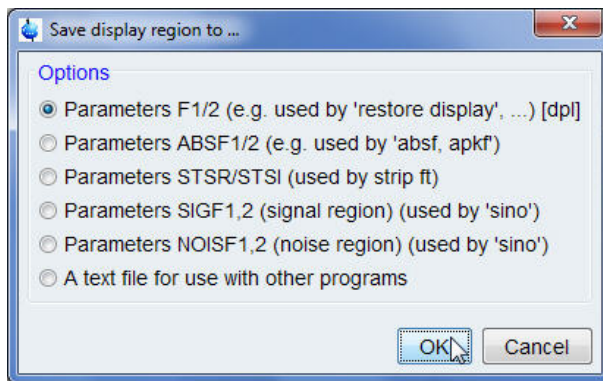 Save display region to ...
Options
Parameters F1/2 (e.g. used by 'restore display', ...) [dpl]
Parameters ABSF1/2 (e.g. used by 'absf, apkf')
Parameters STSR/STSI (used by strip ft)
Parameters SIGF1,2 (signal region) (used by 'sino')
Parameters NOISF1,2 (noise region) (used by 'sino')
A text file for use with other programs
OK
Cancel